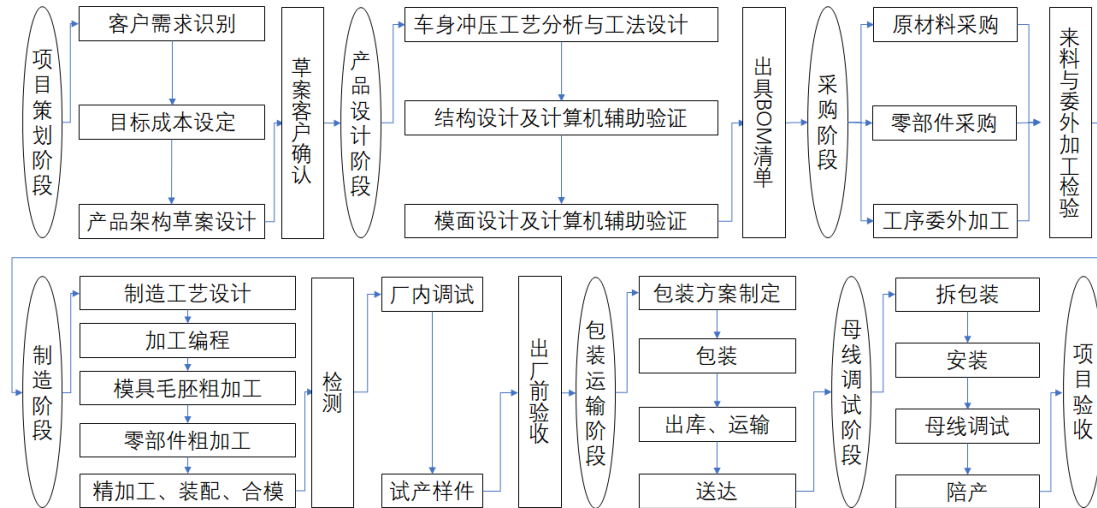 项目策划阶段
客户需求识别
目标成本设定
产品架构草案设计
草案客户确认
产品设计阶段
车身冲压工艺分析与工法设计
结构设计及计算机辅助验证
模面设计及计算机辅助验证
出具BOM清单
采购阶段
原材料采购
零部件采购
工序委外加工
来料与委外加工检验
制造阶段
制造工艺设计
加工编程
模具毛胚粗加工
零部件粗加工
精加工、装配、合模
检测
厂内调试
试产样件
出厂前验收
包装运输阶段
包装方案制定
包装
出库、运输
送达
母线调试阶段
拆包装
安装
母线调试
陪产
项目验收